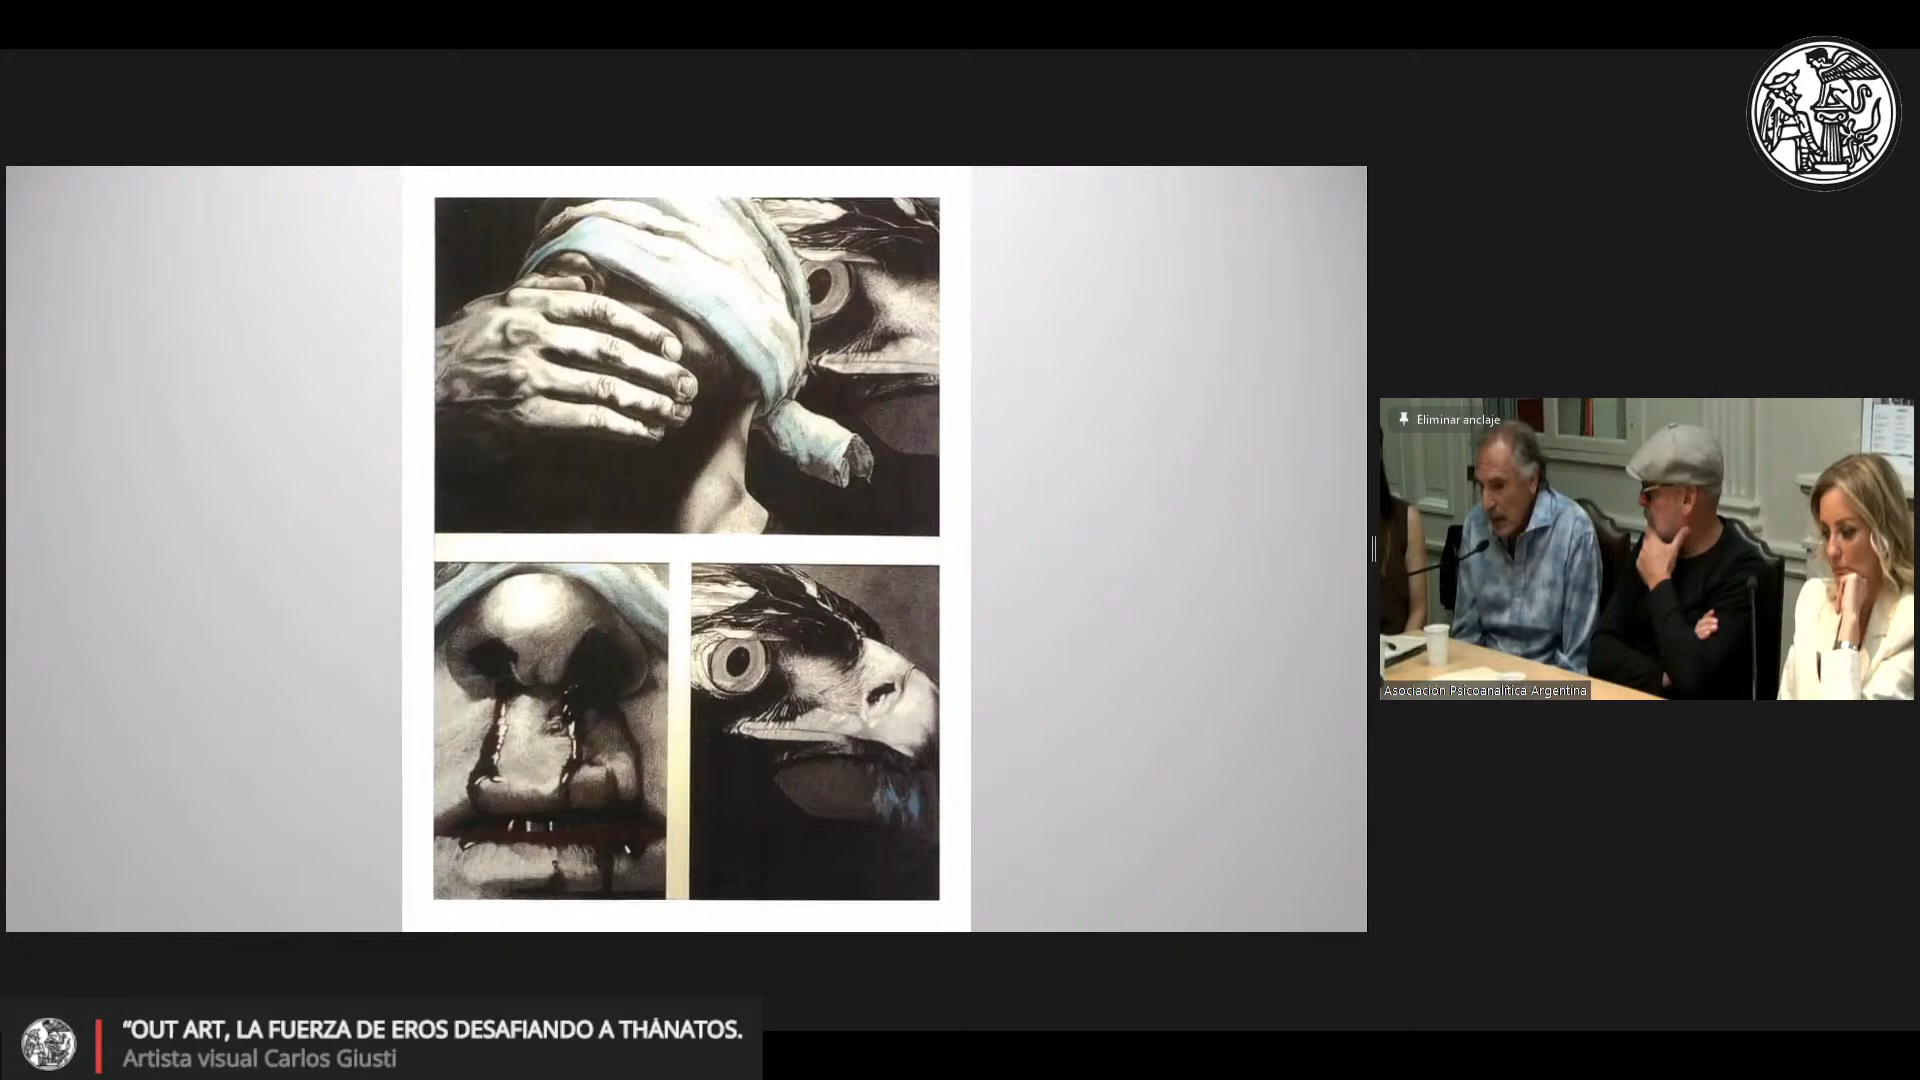 Eliminar anclaje
Asociación Psicoanalítica Argentina
“OUT ART, LA FUERZA DE EROS DESAFIANDO A THÁNATOS.
Artista visual Carlos Giusti